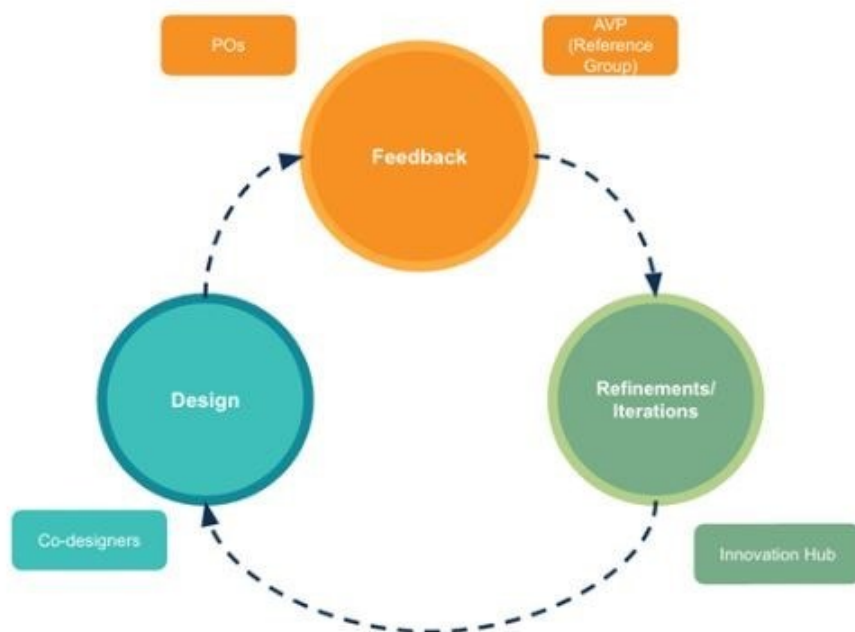 POs
AVP
(Reference
Group)
Feedback
Design
Refinements/
Iterations
Co-designers
Innovation Hub